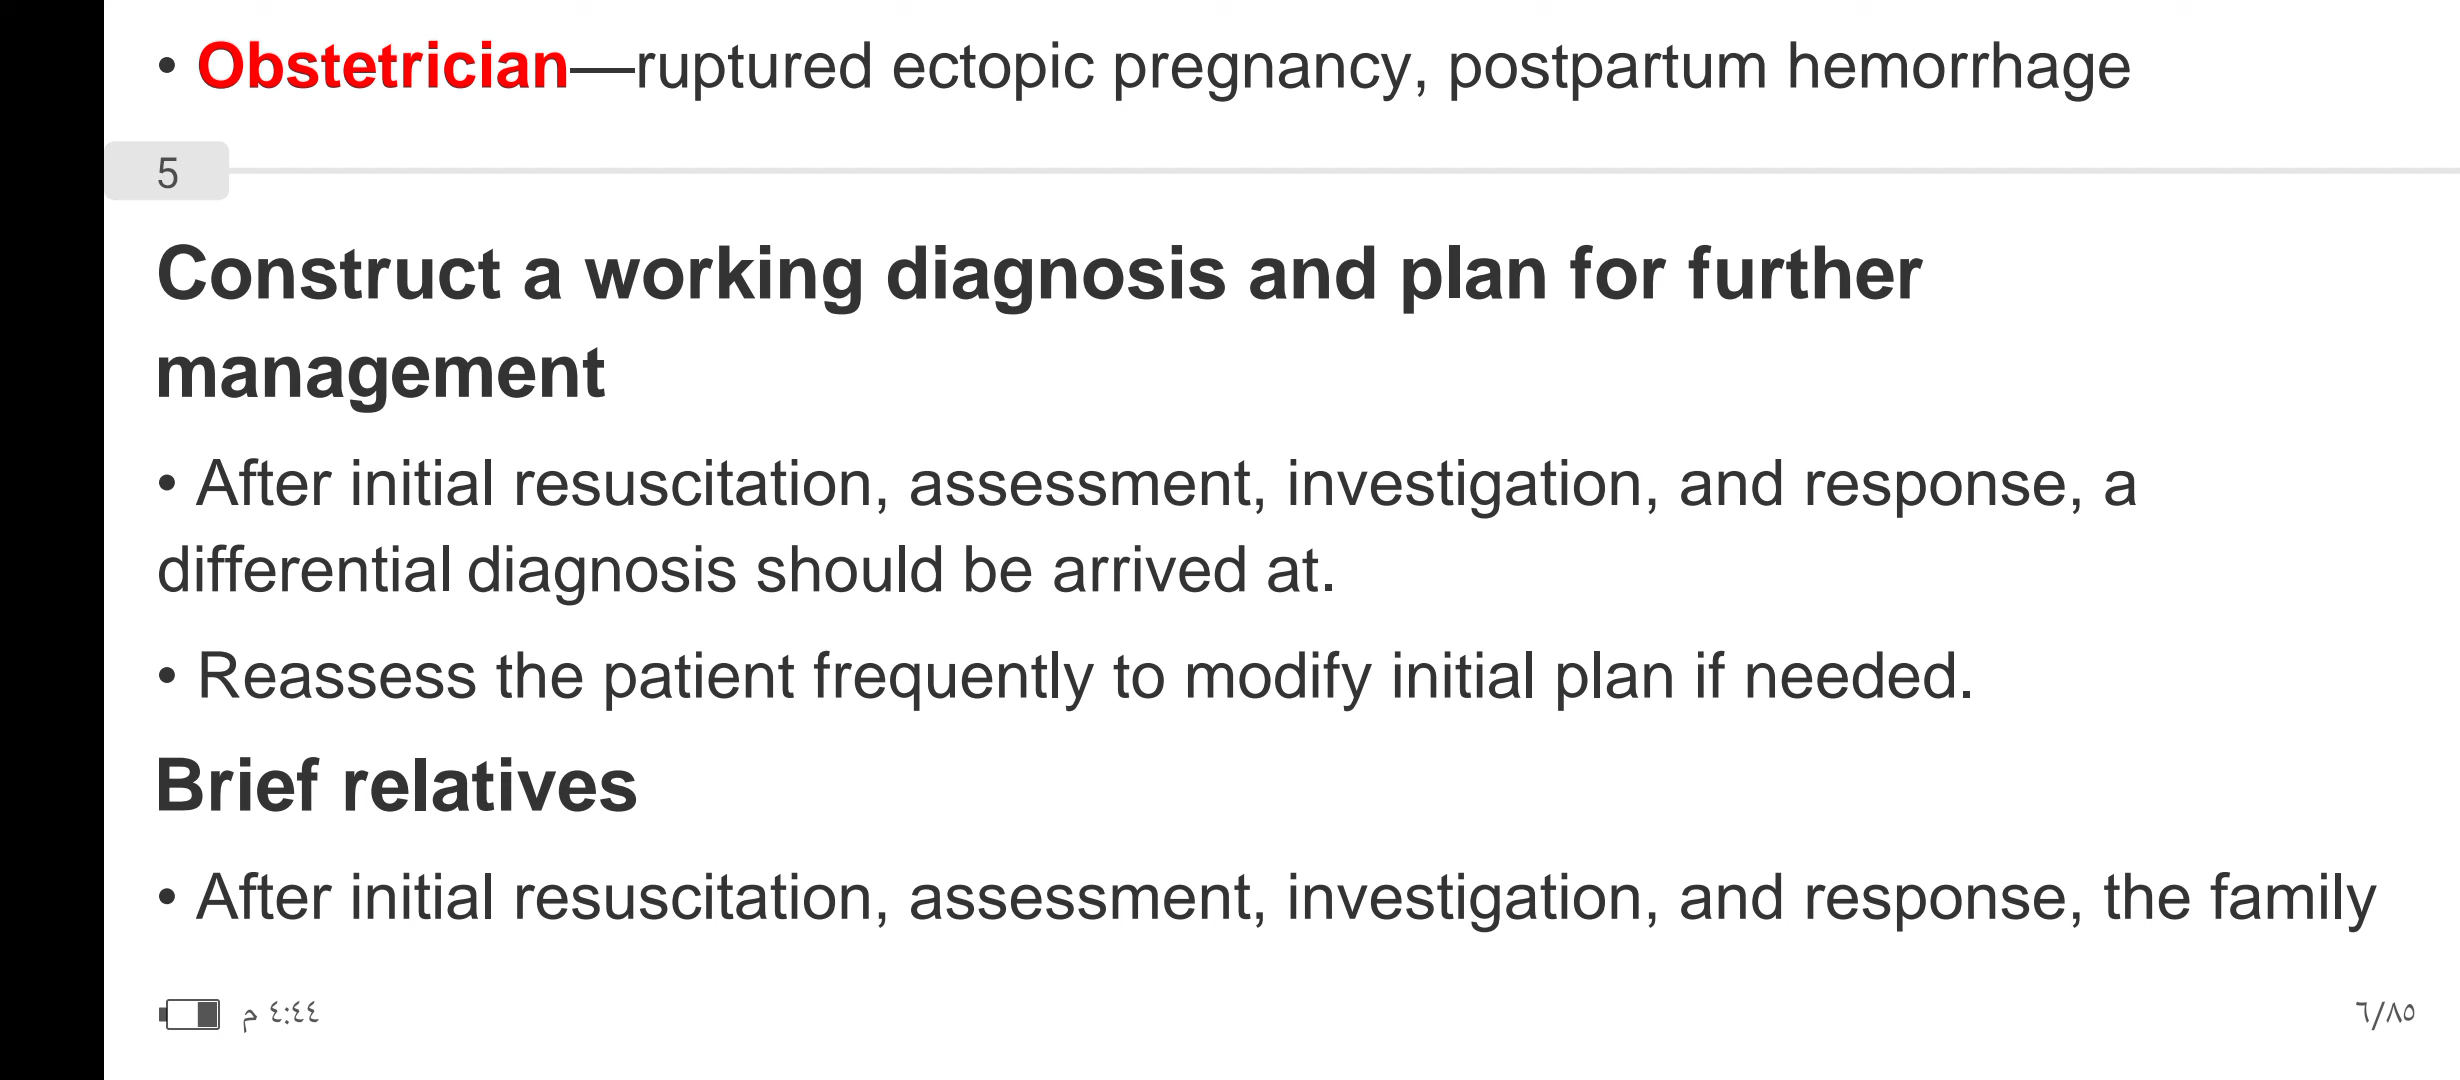 • Obstetrician—ruptured ectopic pregnancy, postpartum hemorrhage
5
Construct a working diagnosis and plan for further
management
• After initial resuscitation, assessment, investigation, and response, a
differential diagnosis should be arrived at.
• Reassess the patient frequently to modify initial plan if needed.
Brief relatives
• After initial resuscitation, assessment, investigation, and response, the family
٤:٤٤ م
٦/٨٥